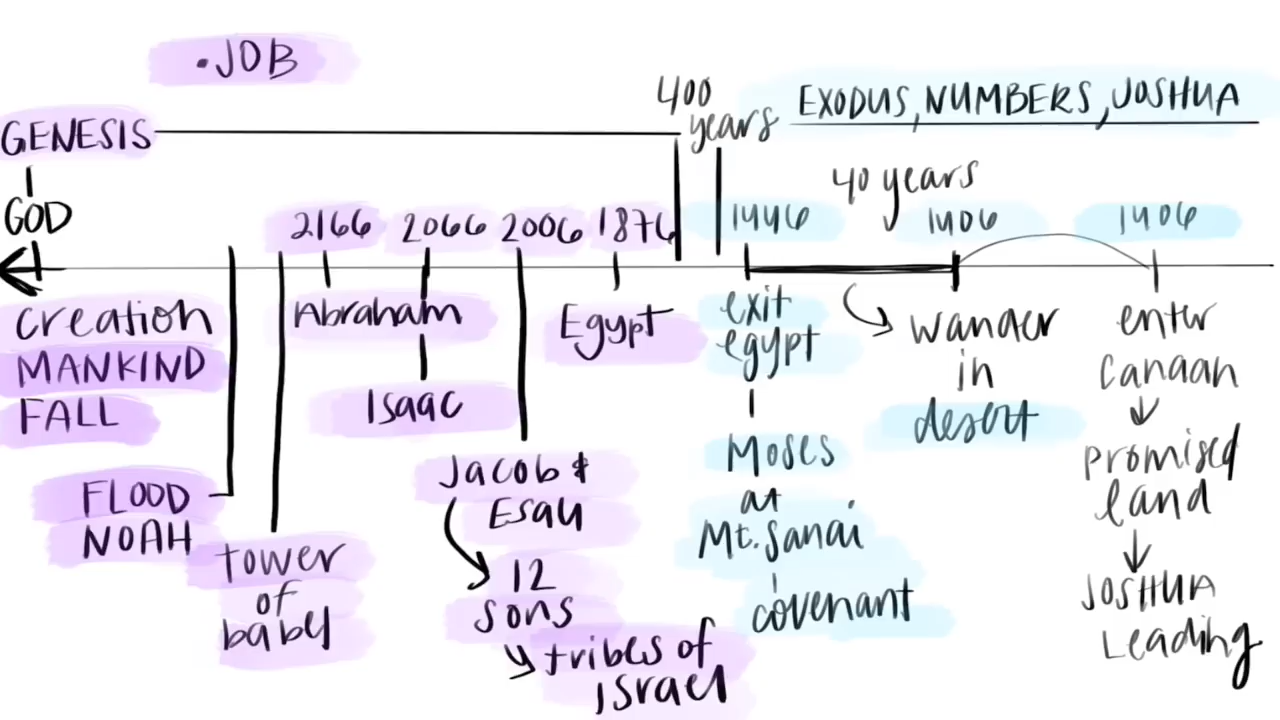 •JOB
GENESIS
GOD
creation
MANKIND
FALL
FLOOD
NOAH
tower
of
babel
2166
Abraham
2066
Isaac
2006
Jacob &
Esau
12
sons
tribes of
israel
1876
Egypt
400
years
EXODUS, NUMBERS, JOSHUA
1446
exit
egypt
Moses
at
Mt. Sanai
covenant
40 years
1406
wander
in
desert
1406
enter
canaan
promised
land
JOSHUA
Leading